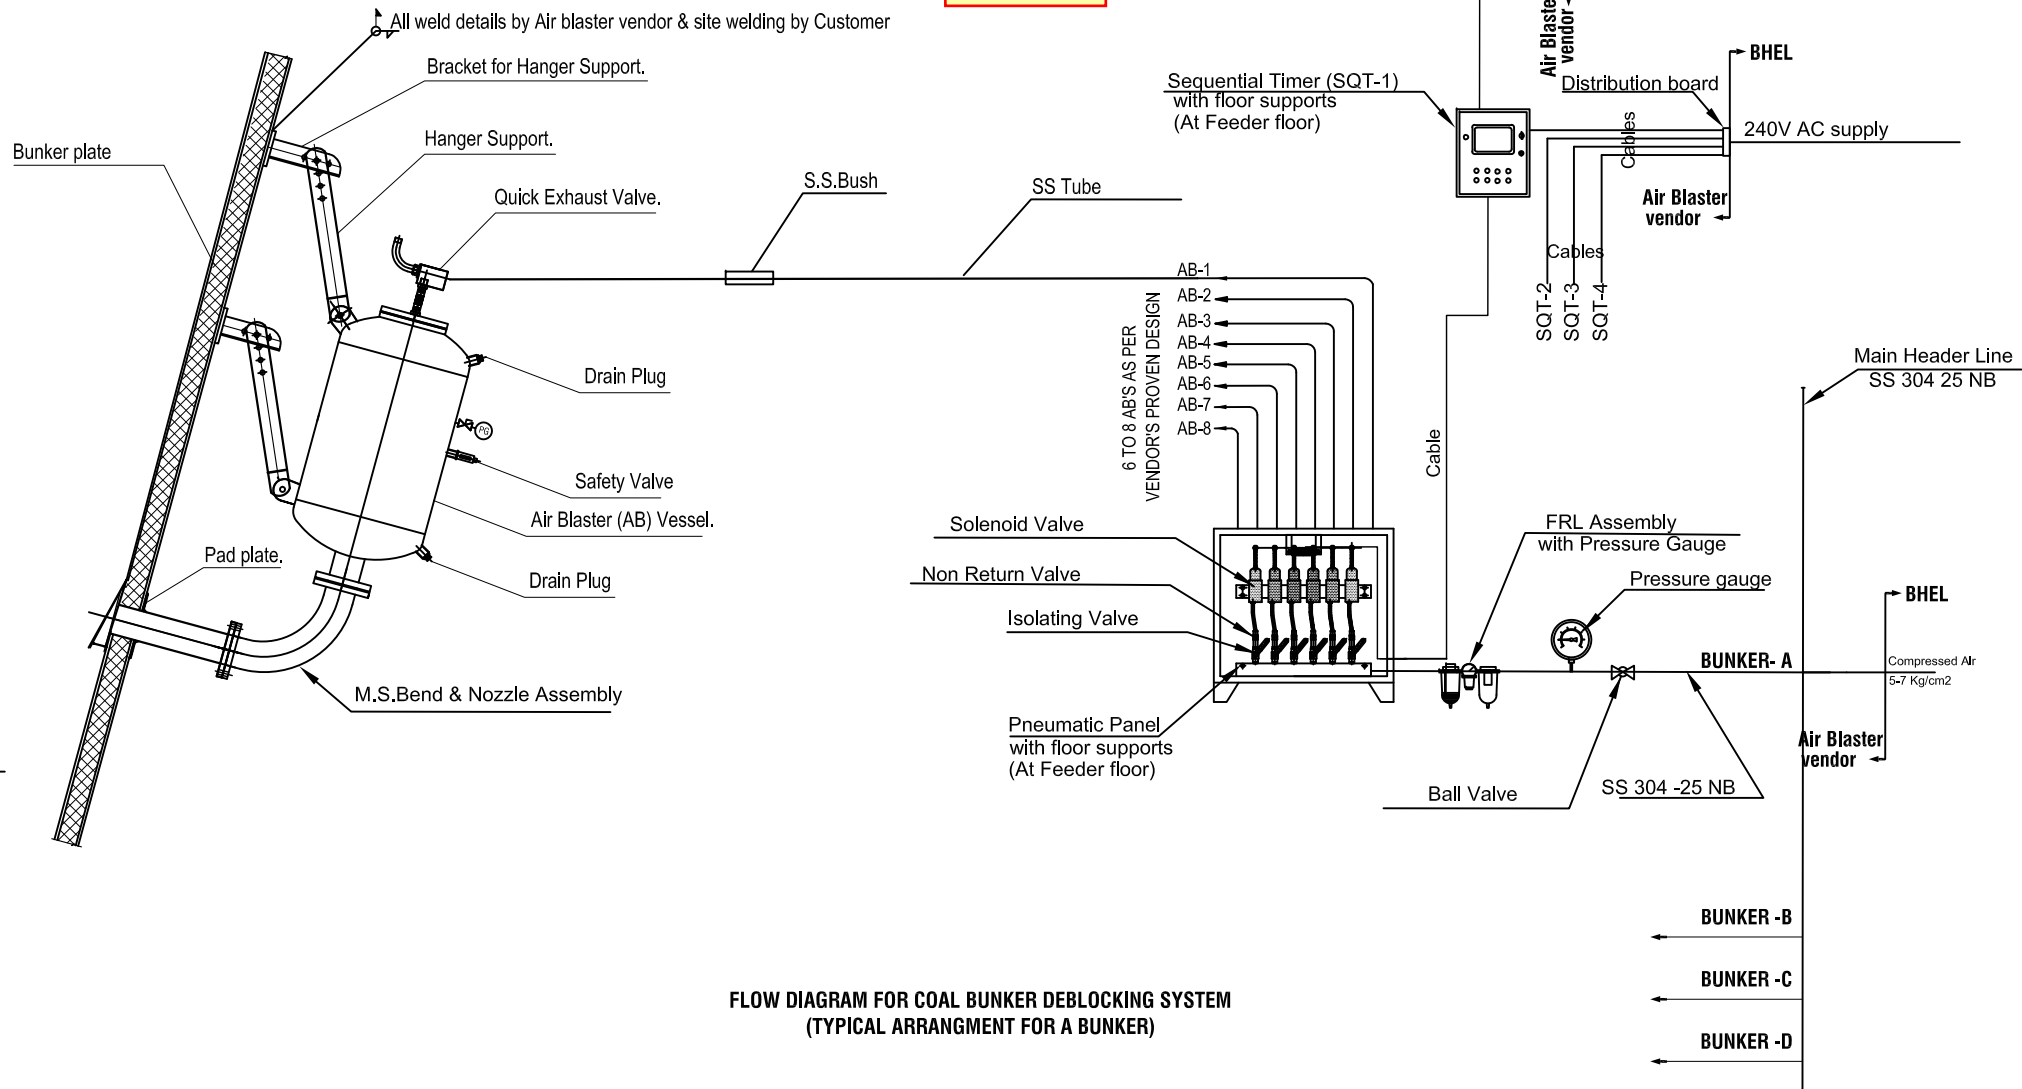 All weld details by Air blaster vendor & site welding by Customer
Bracket for Hanger Support.
Hanger Support.
Bunker plate
Quick Exhaust Valve.
S.S.Bush
SS Tube
Drain Plug
PG
Safety Valve
Air Blaster (AB) Vessel.
Pad plate.
Drain Plug
M.S.Bend & Nozzle Assembly
AB-1
AB-2
AB-3
AB-4
AB-5
AB-6
AB-7
AB-8
6 TO 8 AB'S AS PER
VENDOR'S PROVEN DESIGN
Sequential Timer (SQT-1)
with floor supports
(At Feeder floor)
Air Blaster
vendor
BHEL
Distribution board
240V AC supply
Cables
Air Blaster
vendor
Cables
SQT-2
SQT-3
SQT-4
Cable
Main Header Line
SS 304 25 NB
Solenoid Valve
Non Return Valve
Isolating Valve
Pneumatic Panel
with floor supports
(At Feeder floor)
FRL Assembly
with Pressure Gauge
Pressure gauge
BHEL
BUNKER- A
Compressed Air
5-7 Kg/cm2
Air Blaster
vendor
Ball Valve
SS 304 -25 NB
BUNKER -B
BUNKER -C
BUNKER -D
FLOW DIAGRAM FOR COAL BUNKER DEBLOCKING SYSTEM
(TYPICAL ARRANGMENT FOR A BUNKER)